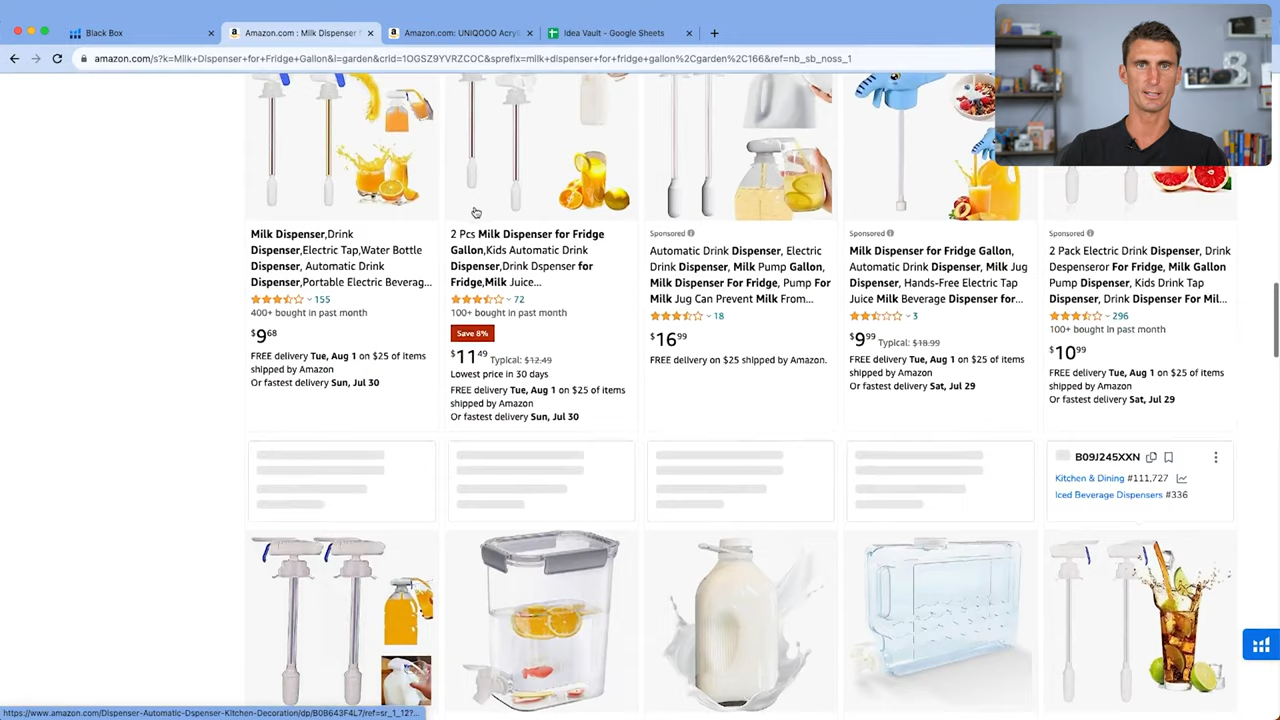 Black Box
Amazon.com : Milk Dispenser f
Amazon.com: UNIQOOO Acryli
Idea Vault - Google Sheets
amazon.com/s?k=Milk+Dispenser+for+Fridge+Gallon&i=garden&crid=1OGSZ9YVRZCOC&sprefix=milk+dispenser+for+fridge+gallon%2Cgarden%2C166&ref=nb_sb_noss_1
Milk Dispenser,Drink
Dispenser,Electric Tap,Water Bottle
Dispenser, Automatic Drink
Dispenser,Portable Electric Beverag...
155
400+ bought in past month
$9 68
FREE delivery Tue, Aug 1 on $25 of items
shipped by Amazon
Or fastest delivery Sun, Jul 30
2 Pcs Milk Dispenser for Fridge
Gallon,Kids Automatic Drink
Dispenser,Drink Dspenser for
Fridge,Milk Juice...
72
100+ bought in past month
Save 8%
$11 49 Typical: $12.49
Lowest price in 30 days
FREE delivery Tue, Aug 1 on $25 of items
shipped by Amazon
Or fastest delivery Sun, Jul 30
Sponsored
Automatic Drink Dispenser, Electric
Drink Dispenser, Milk Pump Gallon,
Milk Dispenser For Fridge, Pump For
Milk Jug Can Prevent Milk From...
18
$16 99
FREE delivery on $25 shipped by Amazon.
Sponsored
Milk Dispenser for Fridge Gallon,
Automatic Drink Dispenser, Milk Jug
Dispenser, Hands-Free Electric Tap
Juice Milk Beverage Dispenser for...
3
$9 99 Typical: $18.99
FREE delivery Tue, Aug 1 on $25 of items
shipped by Amazon
Or fastest delivery Sat, Jul 29
Sponsored
2 Pack Electric Drink Dispenser, Drink
Despenseror For Fridge, Milk Gallon
Pump Dispenser, Kids Drink Tap
Dispenser, Drink Dispenser For Mil...
296
100+ bought in past month
$10 99
FREE delivery Tue, Aug 1 on $25 of items
shipped by Amazon
Or fastest delivery Sat, Jul 29
B09J245XXN
Kitchen & Dining #111,727
Iced Beverage Dispensers #336
https://www.amazon.com/Dispenser-Automatic-Dspenser-Kitchen-Decoration/dp/B0B643F4L7/ref=sr_1_12?...